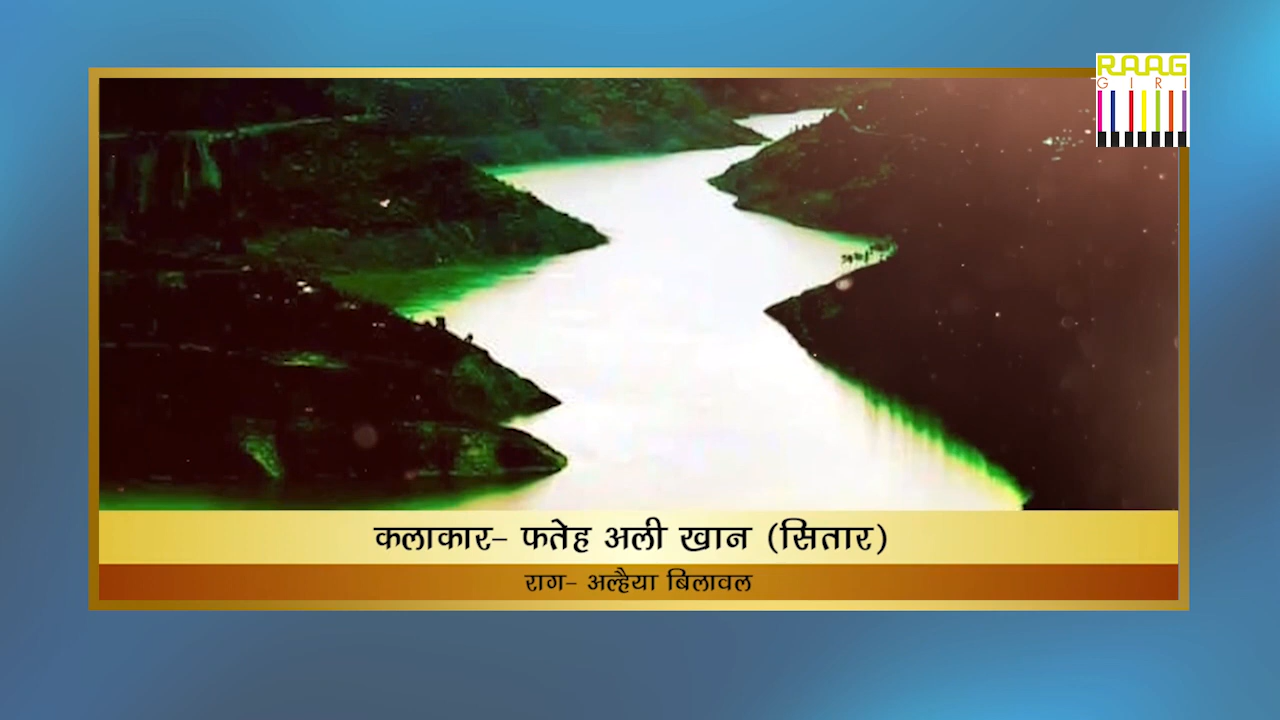 RAAG
GIRI
कलाकार- फतेह अली खान (सितार)
राग- अल्हैया बिलावल